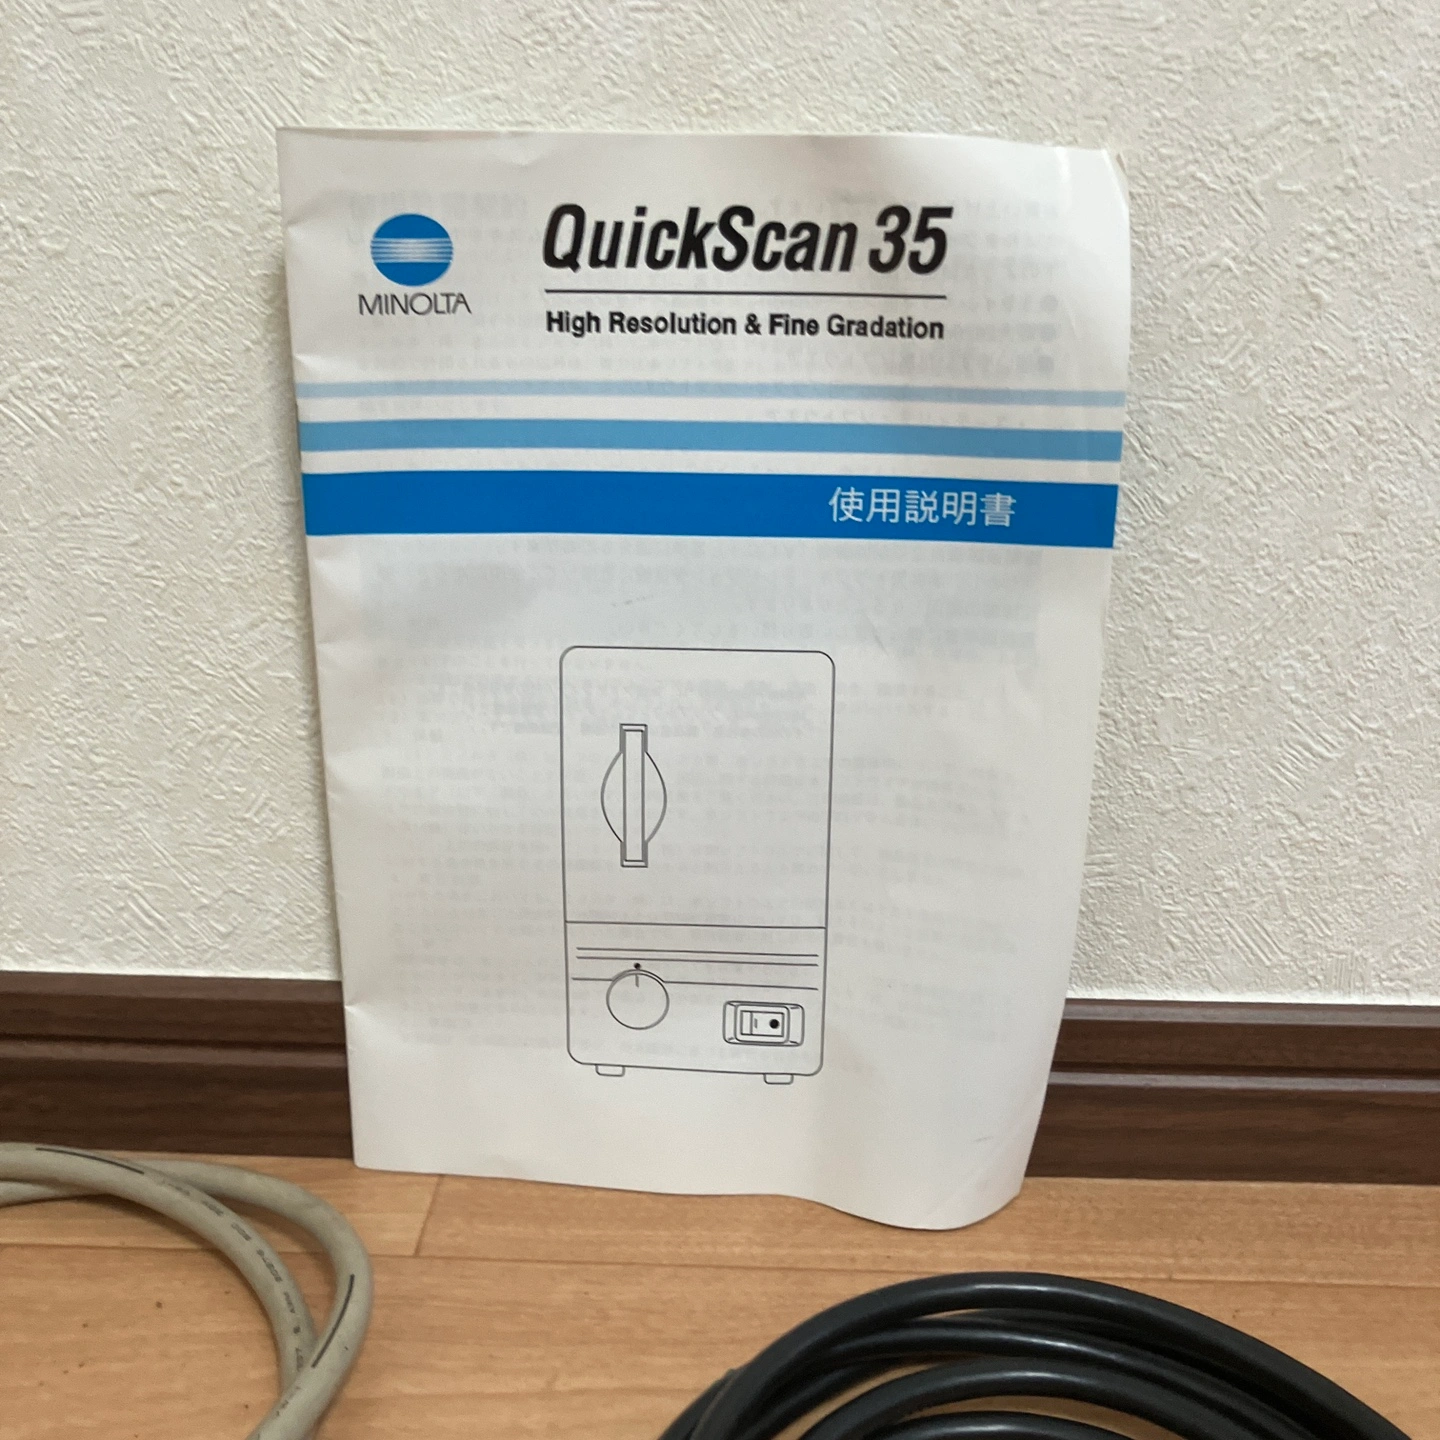 MINOLTA
QuickScan 35
High Resolution & Fine Gradation
使用説明書